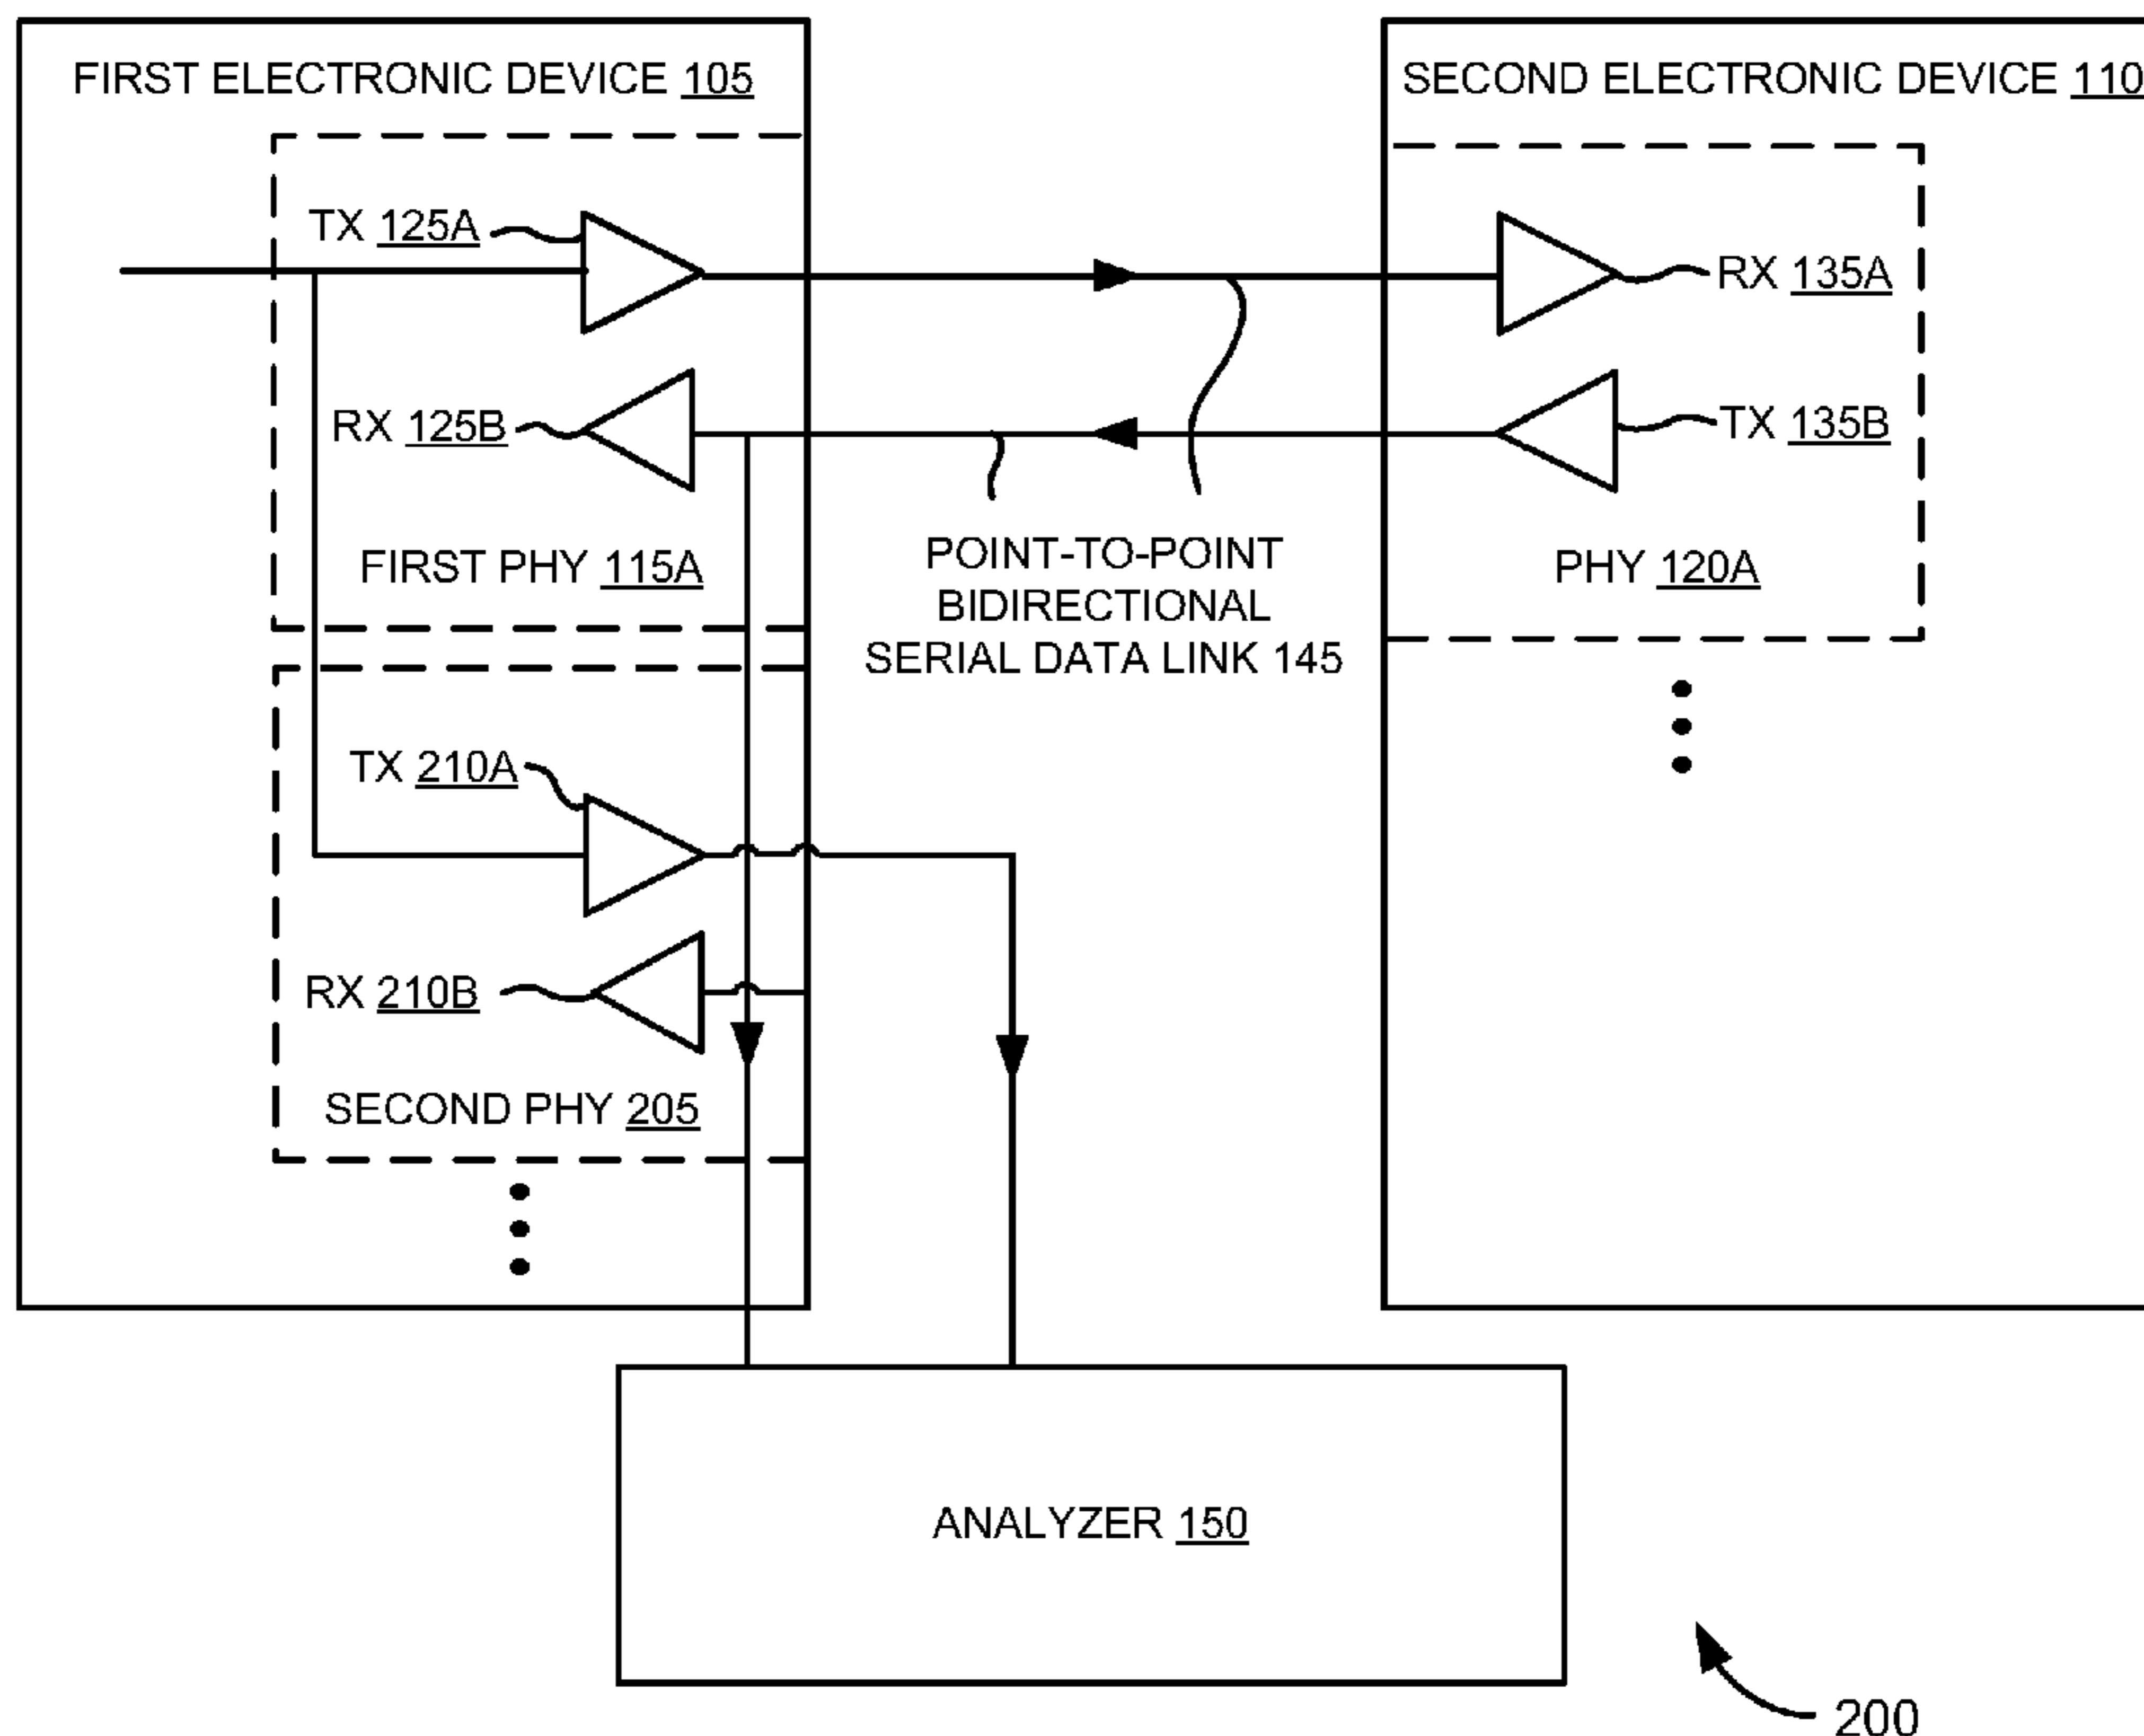 FIRST ELECTRONIC DEVICE 105
SECOND ELECTRONIC DEVICE 110
TX 125A
RX 135A
RX 125B
TX 135B
FIRST PHY 115A
POINT-TO-POINT
BIDIRECTIONAL
SERIAL DATA LINK 145
PHY 120A
TX 210A
RX 210B
SECOND PHY 205
ANALYZER 150
200